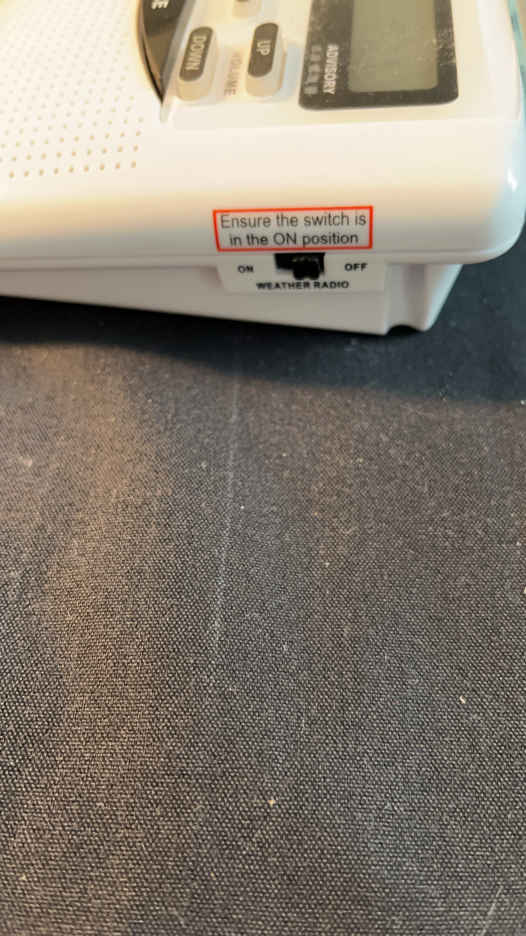 E
DOWN
VOLUME
UP
ADVISORY
Ensure the switch is
in the ON position
ON OFF
WEATHER RADIO